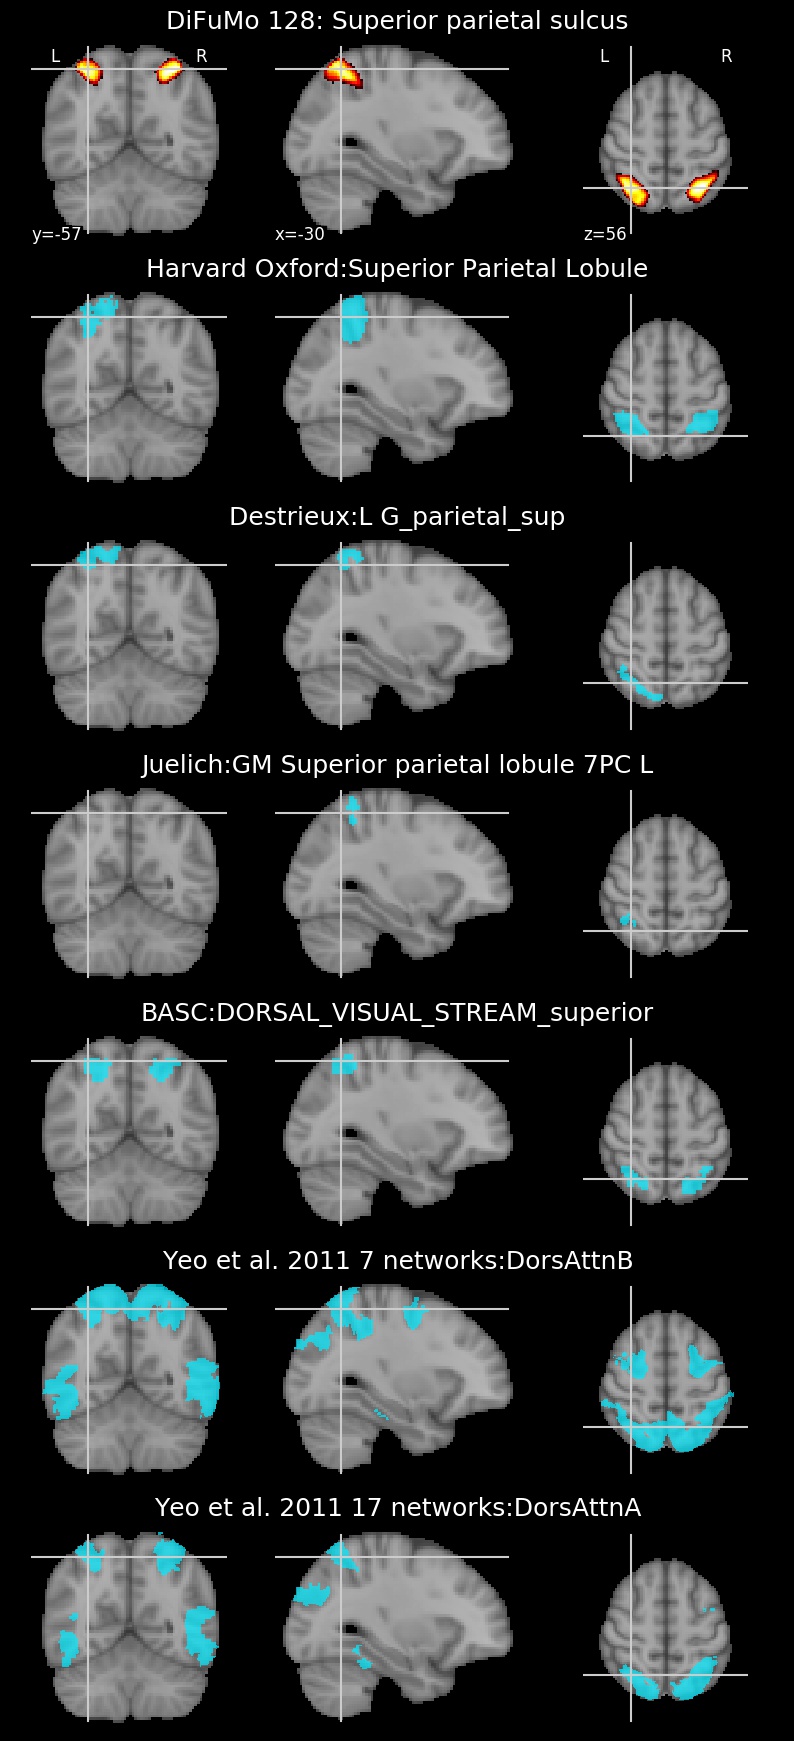 DiFuMo 128: Superior parietal sulcus
L R L R
y=-57 x=-30 z=56
Harvard Oxford:Superior Parietal Lobule
Destrieux:L G_parietal_sup
Juelich:GM Superior parietal lobule 7PC L
BASC:DORSAL_VISUAL_STREAM_superior
Yeo et al. 2011 7 networks:DorsAttnB
Yeo et al. 2011 17 networks:DorsAttnA